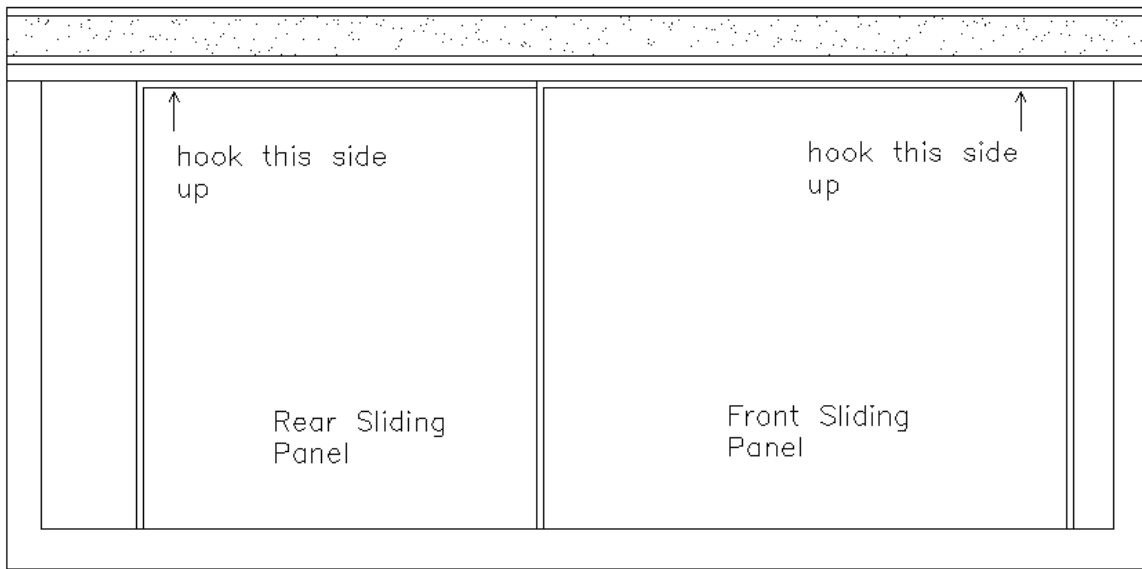 hook this side
up
hook this side
up
Rear Sliding
Panel
Front Sliding
Panel